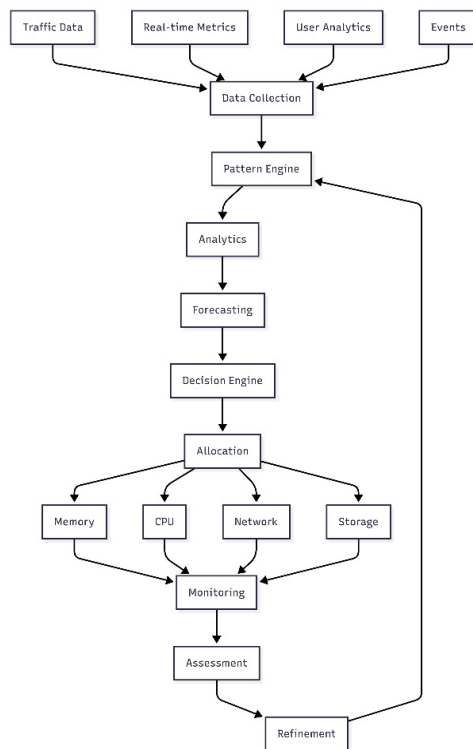 Traffic Data
Real-time Metrics
User Analytics
Events
Data Collection
Pattern Engine
Analytics
Forecasting
Decision Engine
Allocation
Memory
CPU
Network
Storage
Monitoring
Assessment
Refinement